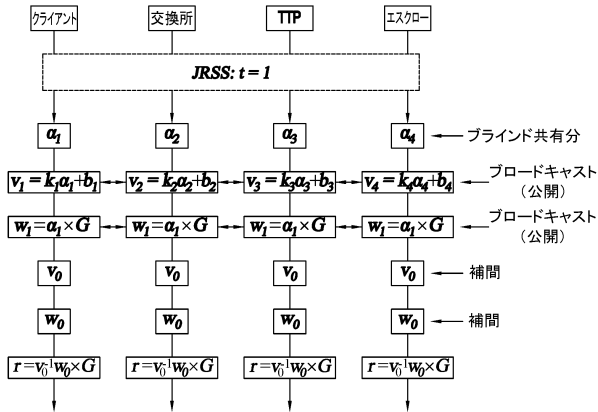 クライアント 交換所 TTP エスクロー
JRSS: t = 1
α₁ α₂ α₃ α₄ ブラインド共有分
v₁ = k₁α₁+b₁ v₂ = k₂α₂+b₂ v₃ = k₃α₃+b₃ v₄ = k₄α₄+b₄ ブロードキャスト
（公開）
w₁=α₁×G w₁=α₁×G w₁=α₁×G w₁=α₁×G ブロードキャスト
（公開）
v₀ v₀ v₀ v₀ 補間
w₀ w₀ w₀ w₀ 補間
r=v₀⁻¹w₀×G r=v₀⁻¹w₀×G r=v₀⁻¹w₀×G r=v₀⁻¹w₀×G